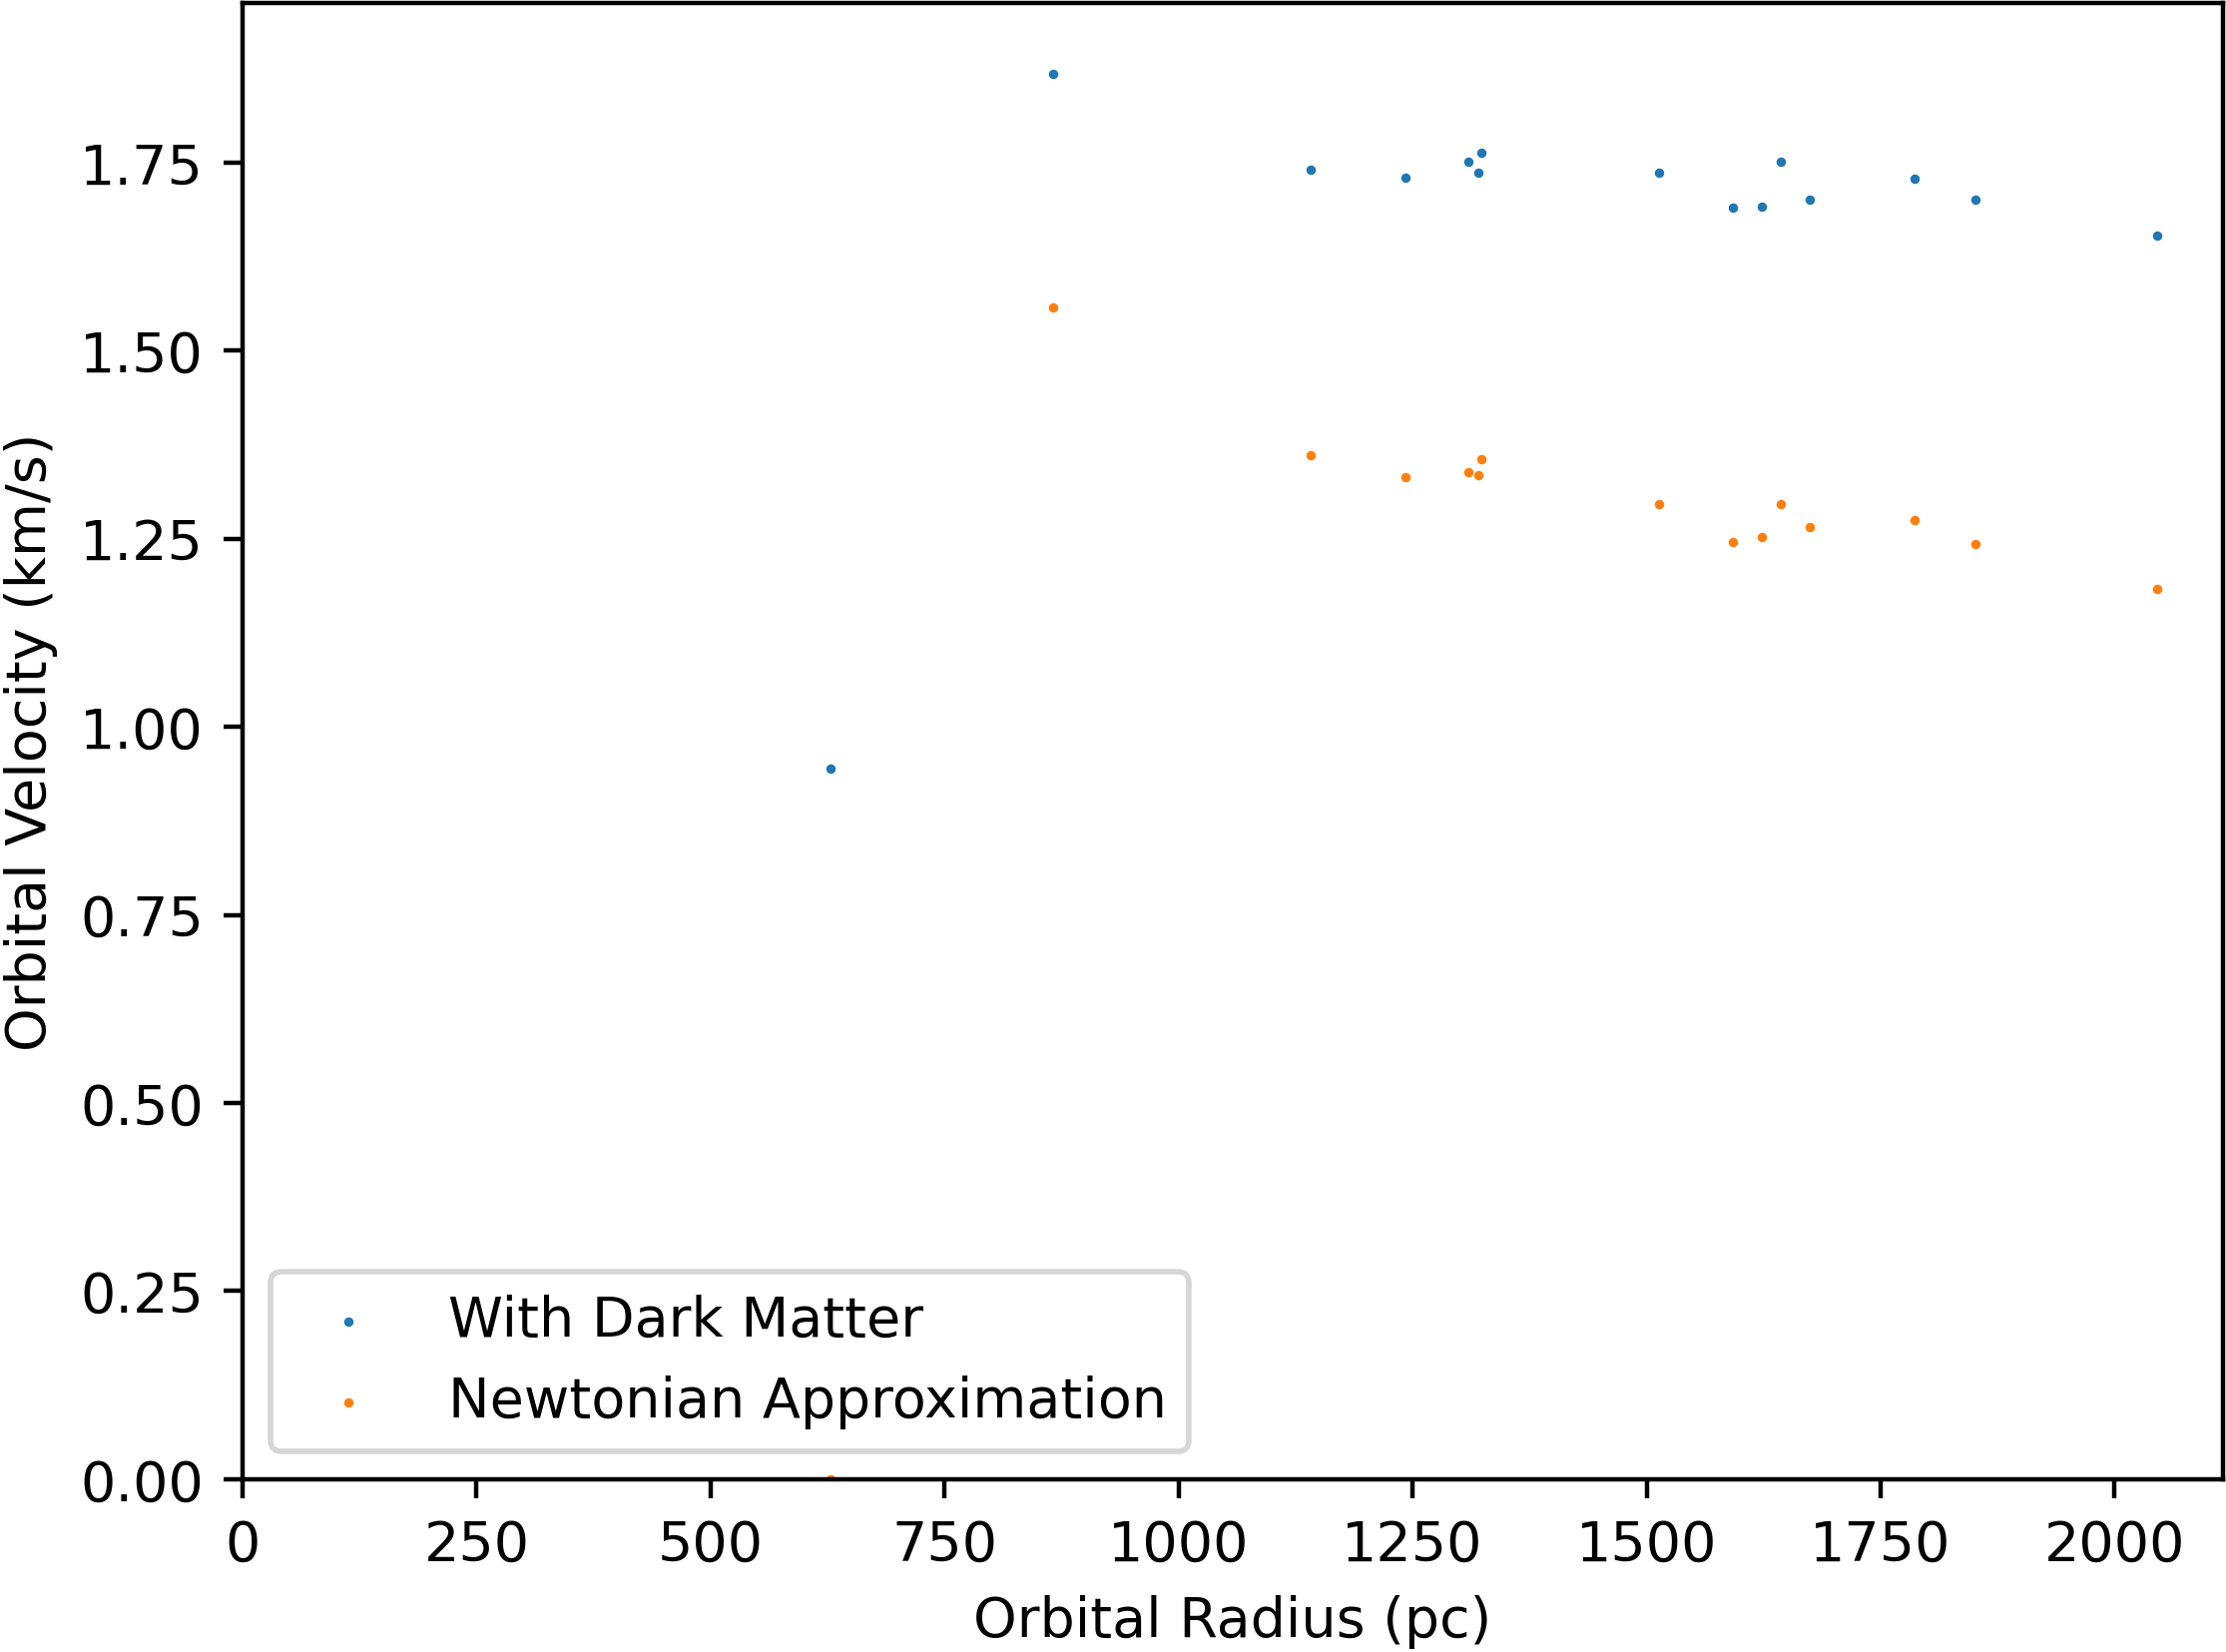 1.75
1.50
1.25
1.00
0.75
0.50
0.25
0.00
Orbital Velocity (km/s)
With Dark Matter
Newtonian Approximation
0 250 500 750 1000 1250 1500 1750 2000
Orbital Radius (pc)